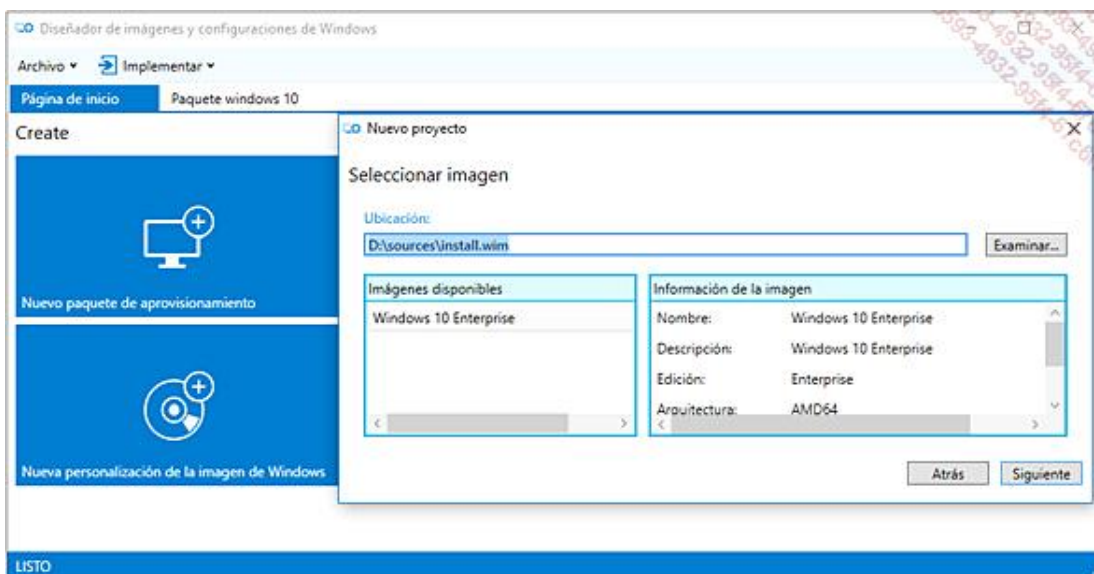 Diseñador de imágenes y configuraciones de Windows
Archivo
Implementar
Página de inicio
Paquete windows 10
Create
Nuevo paquete de aprovisionamiento
Nueva personalización de la imagen de Windows
Nuevo proyecto
Seleccionar imagen
Ubicación:
D:\sources\install.wim
Examinar...
Imágenes disponibles
Windows 10 Enterprise
Información de la imagen
Nombre: Windows 10 Enterprise
Descripción: Windows 10 Enterprise
Edición: Enterprise
Arquitectura: AMD64
Atrás
Siguiente
LISTO